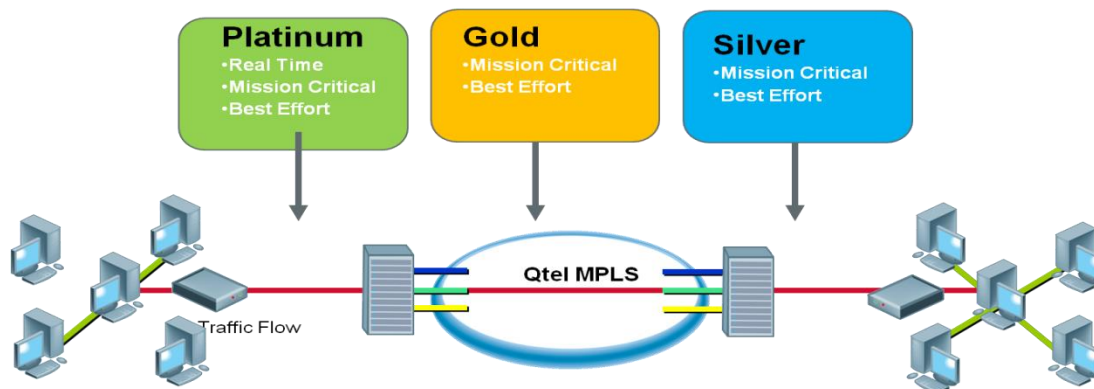 Platinum
•Real Time
•Mission Critical
•Best Effort
Gold
•Mission Critical
•Best Effort
Silver
•Mission Critical
•Best Effort
Qtel MPLS
Traffic Flow